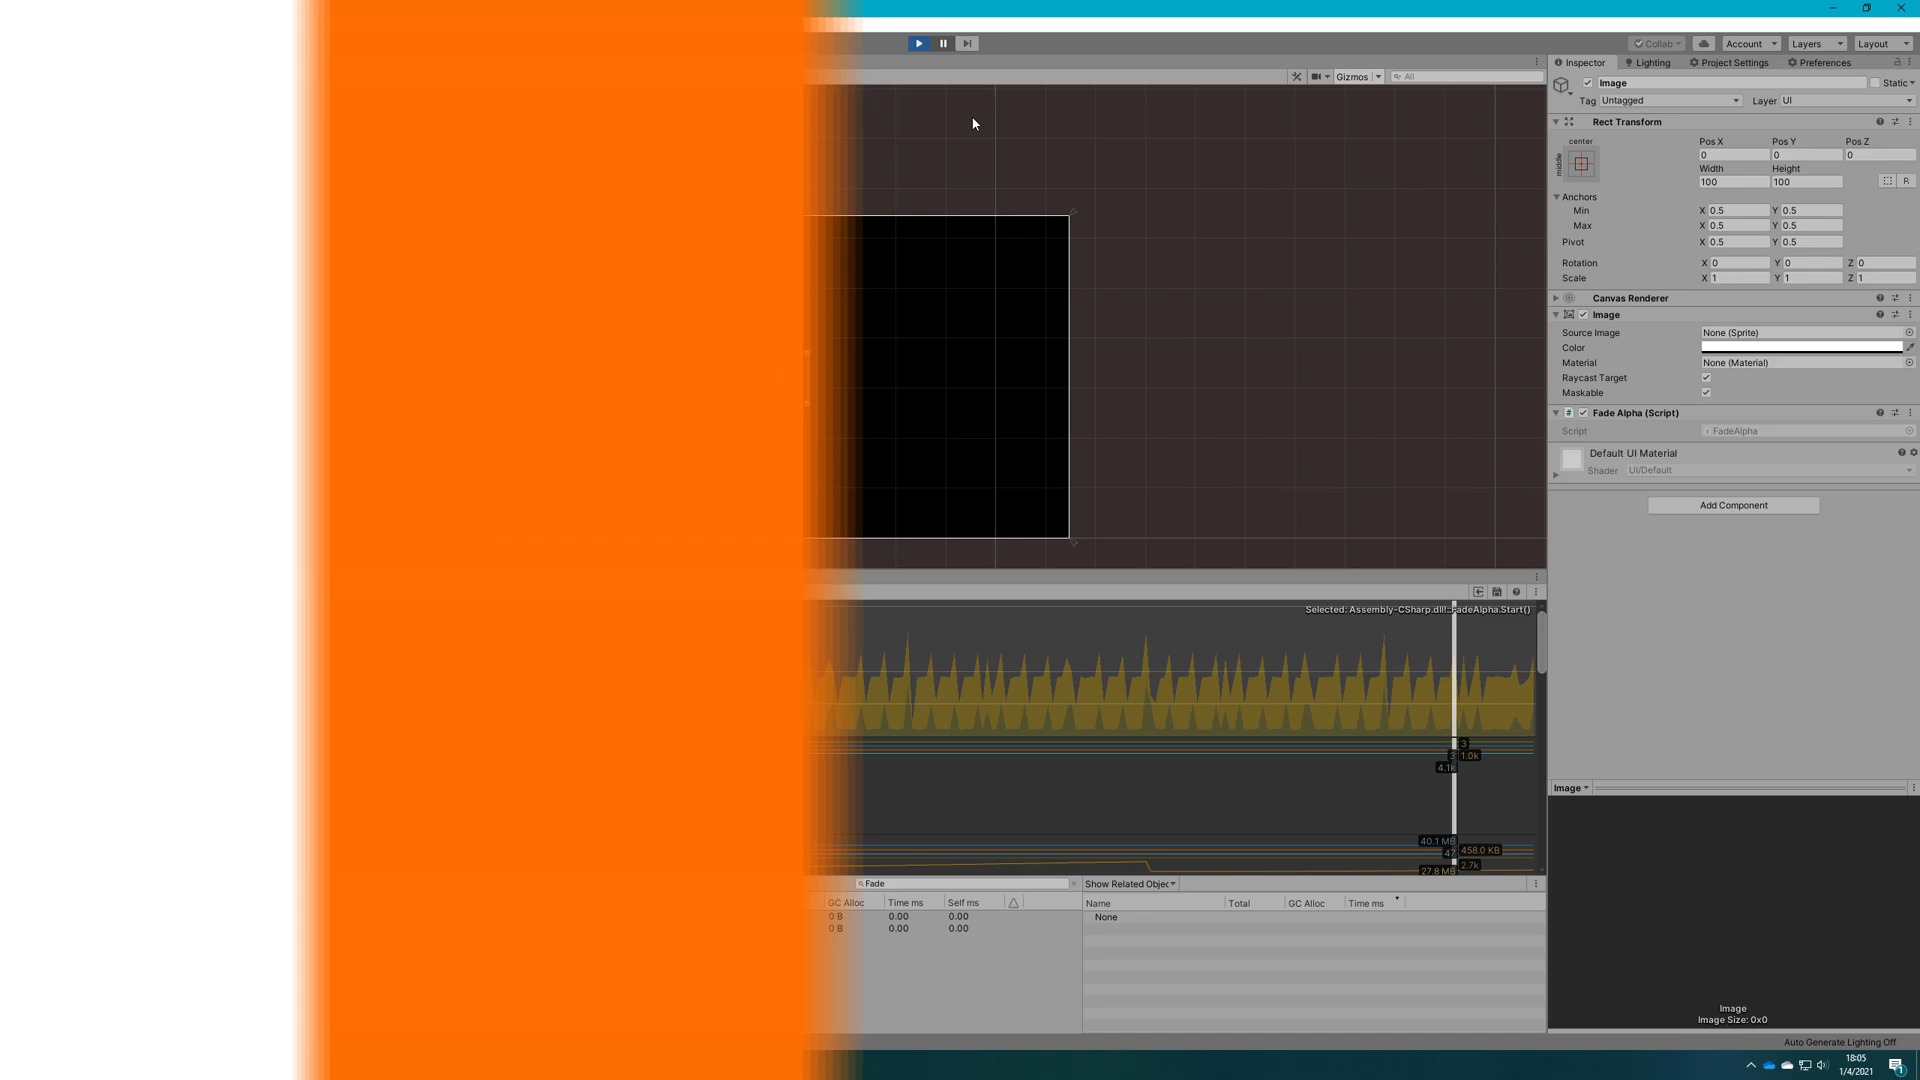 Collab
Account
Layers
Layout
Inspector
Lighting
Project Settings
Preferences
Gizmos
All
Image
Static
Tag Untagged
Layer UI
Rect Transform
center
middle
Pos X
Pos Y
Pos Z
0
0
0
Width
Height
100
100
R
Anchors
Min X 0.5 Y 0.5
Max X 0.5 Y 0.5
Pivot X 0.5 Y 0.5
Rotation X 0 Y 0 Z 0
Scale X 1 Y 1 Z 1
Canvas Renderer
Image
Source Image None (Sprite)
Color
Material None (Material)
Raycast Target
Maskable
# Fade Alpha (Script)
Script FadeAlpha
Default UI Material
Shader UI/Default
Add Component
Selected: Assembly-CSharp.dll!::FadeAlpha.Start()
3
3
1.0k
4.1k
40.1 MB
47
458.0 KB
2.7k
27.8 MB
Fade
Show Related Objec
GC Alloc Time ms Self ms
0 B 0.00 0.00
0 B 0.00 0.00
Name Total GC Alloc Time ms
None
Image
Image
Image Size: 0x0
Auto Generate Lighting Off
18:05
1/4/2021
1